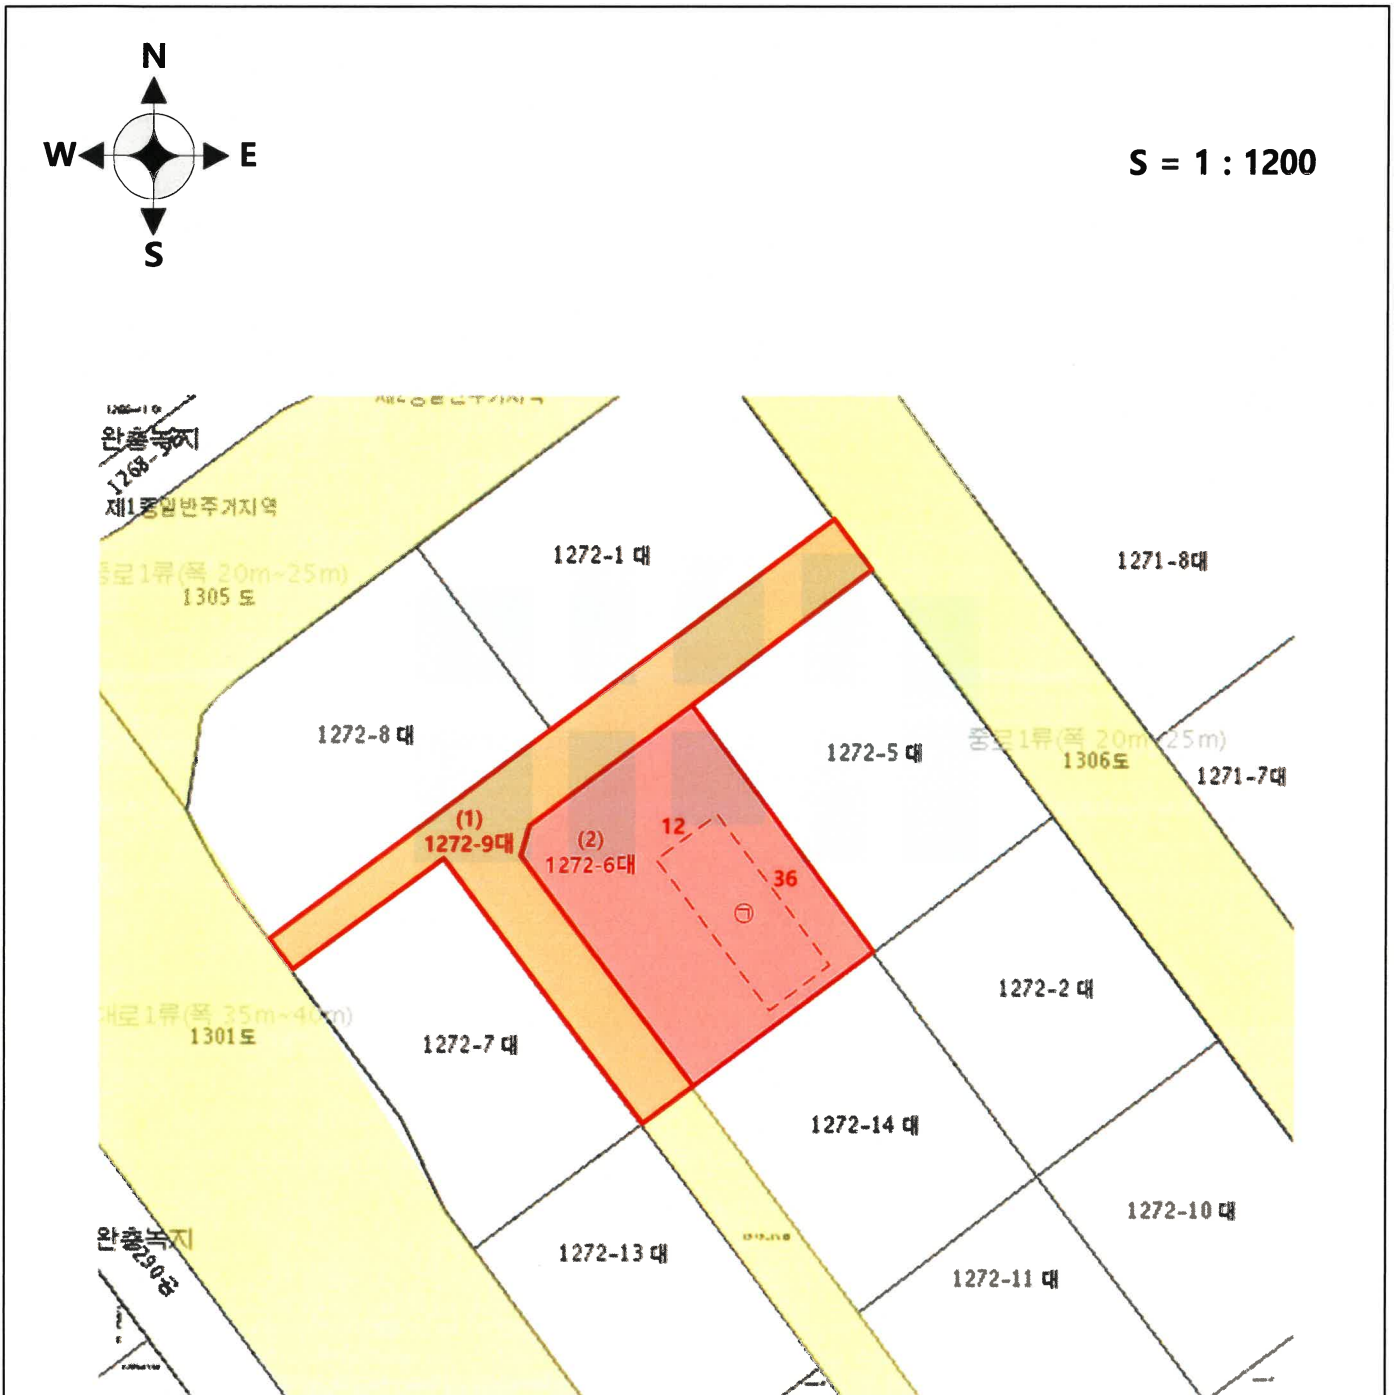 N
W E
S
S = 1 : 1200
완충녹지
제1종일반주거지역
중로1류(폭 20m~25m)
1305 도
1272-1 대
1271-8대
1272-8 대
1272-5 대
중로1류(폭 20m~25m)
1306도
1271-7대
(1)
1272-9대
(2)
1272-6대
12
36
㉠
1272-2 대
대로1류(폭 35m~40m)
1301도
1272-7 대
1272-14 대
1272-10 대
완충녹지
1272-13 대
1272-11 대